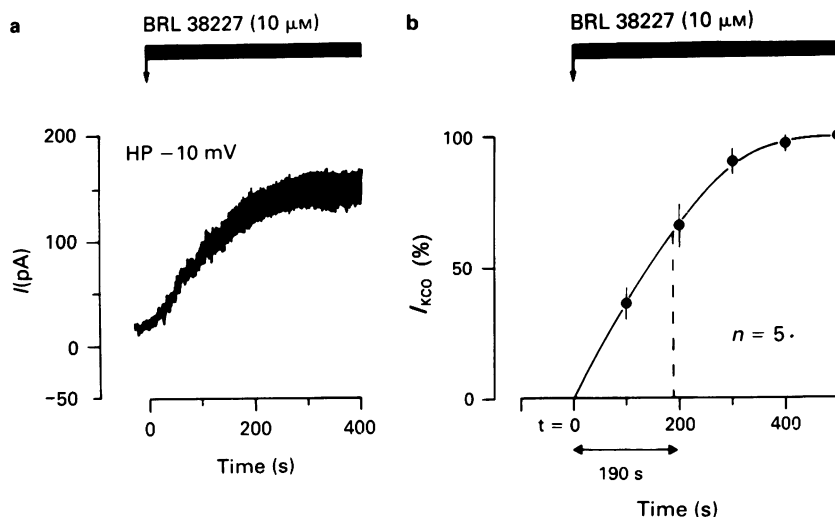 a
BRL 38227 (10 μM)
HP −10 mV
200
100
0
−50
I(pA)
0
200
400
Time (s)
b
BRL 38227 (10 μM)
100
50
0
IKCO (%)
n = 5·
t = 0
200
400
190 s
Time (s)